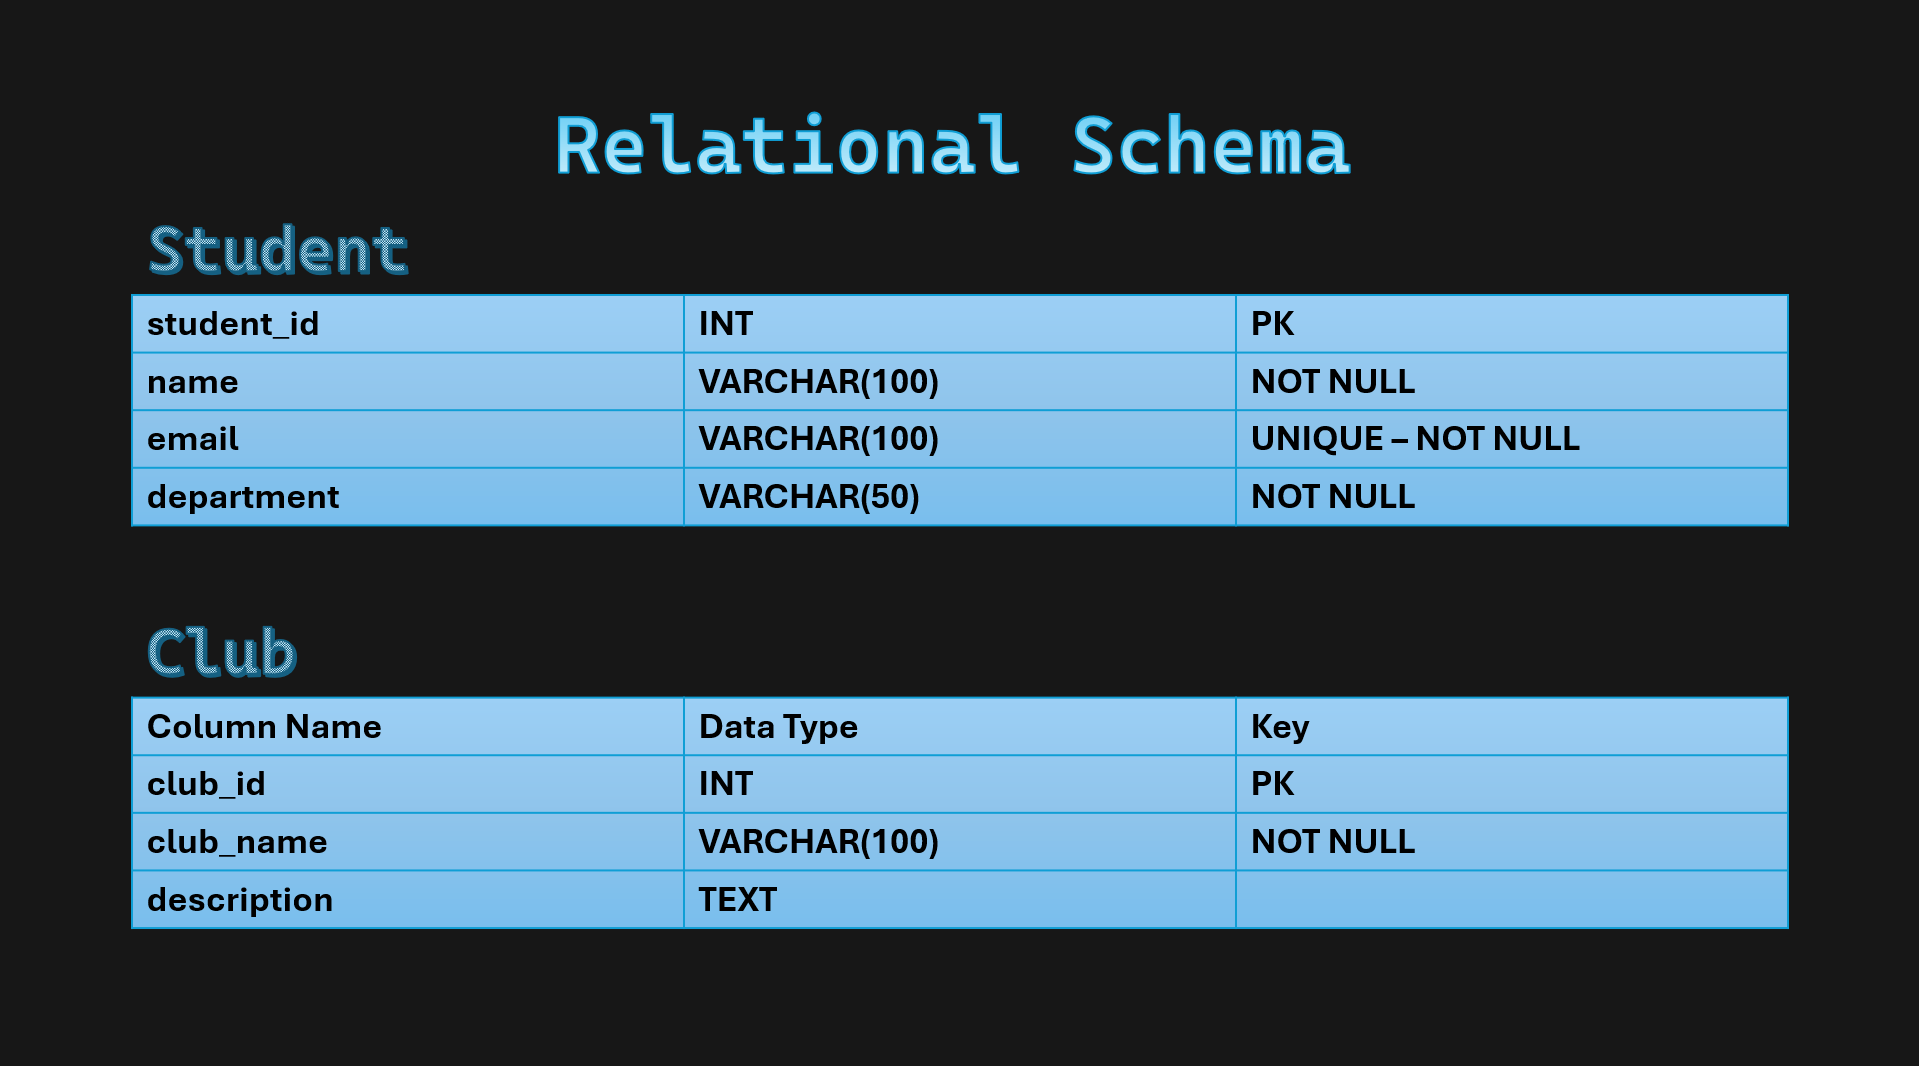 Relational Schema
Student
student_id INT PK
name VARCHAR(100) NOT NULL
email VARCHAR(100) UNIQUE – NOT NULL
department VARCHAR(50) NOT NULL
Club
Column Name Data Type Key
club_id INT PK
club_name VARCHAR(100) NOT NULL
description TEXT